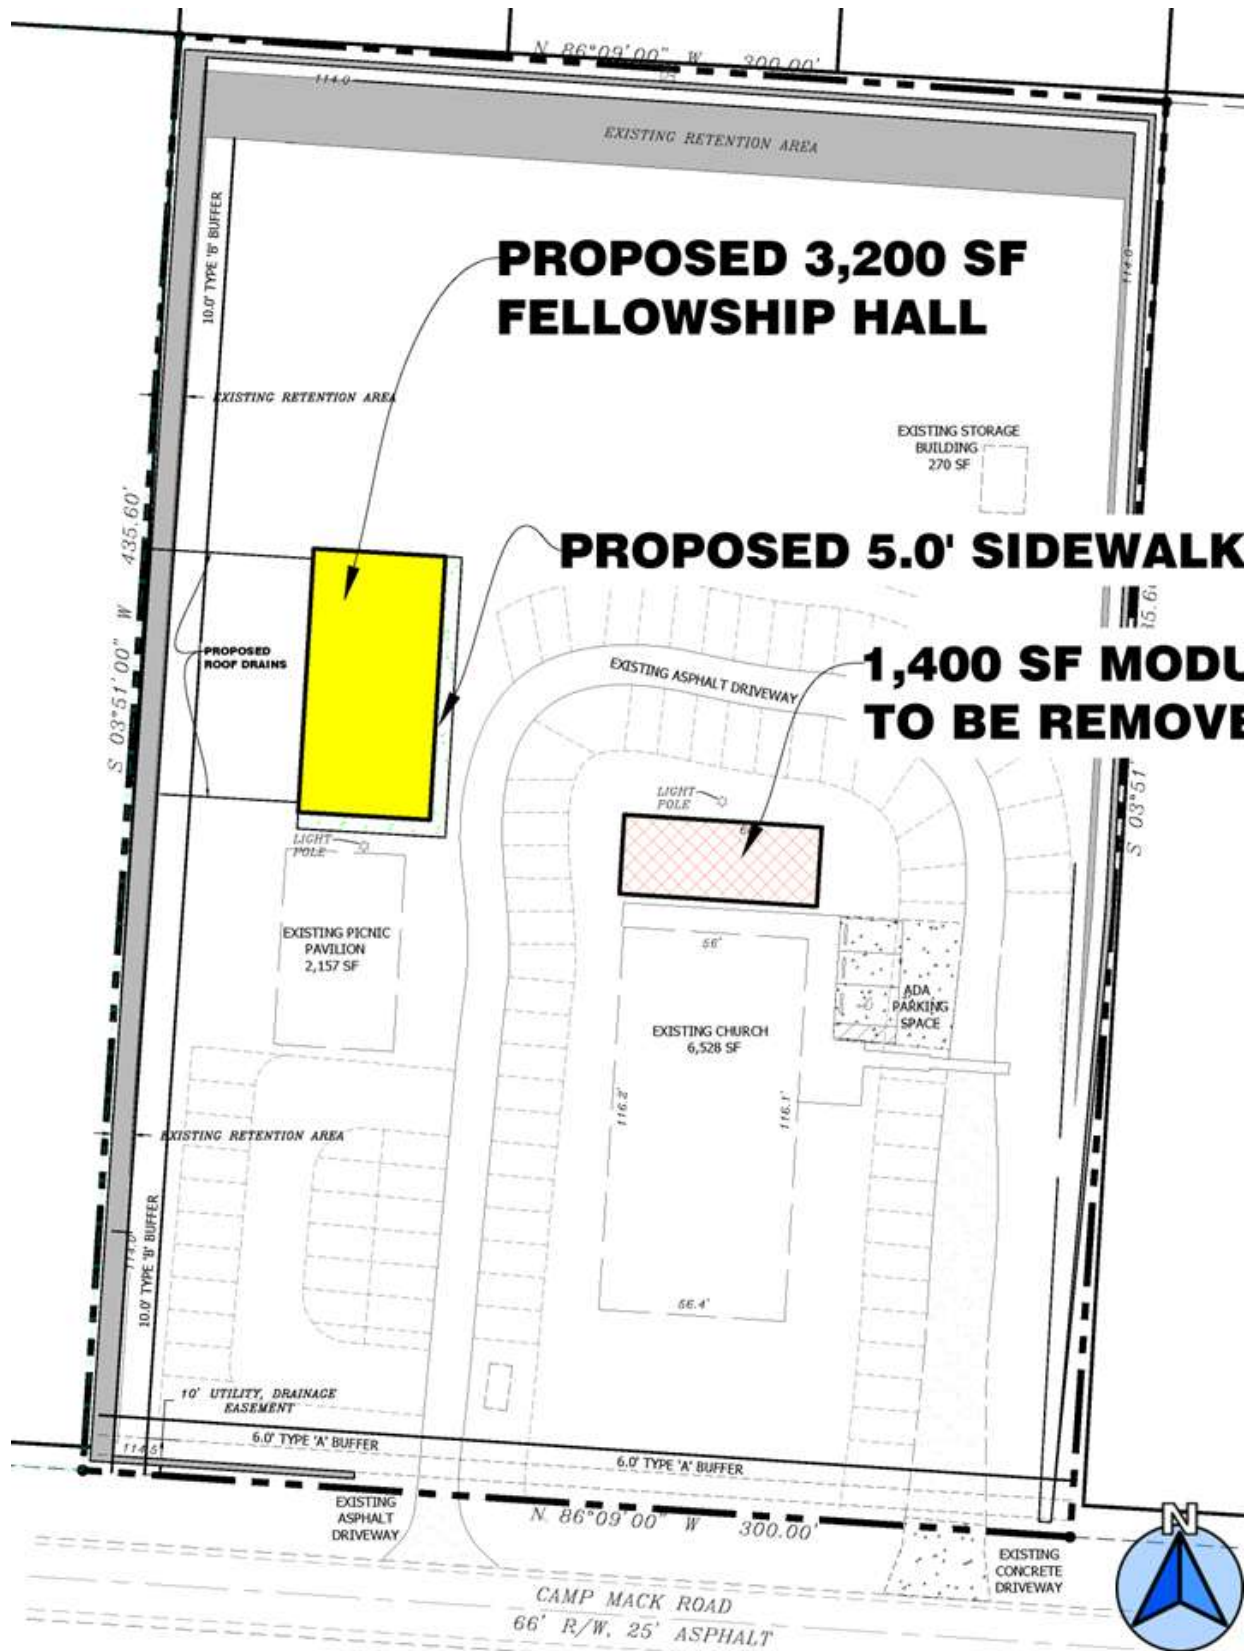 N 86°09'00" W 300.00'
114.0
EXISTING RETENTION AREA
10.0' TYPE 'B' BUFFER
PROPOSED 3,200 SF
FELLOWSHIP HALL
114.0
EXISTING RETENTION AREA
EXISTING STORAGE
BUILDING
270 SF
S 03°51'00" W 435.60'
PROPOSED 5.0' SIDEWALK
PROPOSED
ROOF DRAINS
EXISTING ASPHALT DRIVEWAY
1,400 SF MODU
TO BE REMOVE
35.6
S 03°51'
LIGHT
POLE
LIGHT
POLE
EXISTING PICNIC
PAVILION
2,157 SF
56'
ADA
PARKING
SPACE
EXISTING CHURCH
6,528 SF
116.2'
116.1'
EXISTING RETENTION AREA
114.0'
10.0' TYPE 'B' BUFFER
56.4'
10' UTILITY, DRAINAGE
EASEMENT
6.0' TYPE 'A' BUFFER
114.5'
6.0' TYPE 'A' BUFFER
EXISTING
ASPHALT
DRIVEWAY
N 86°09'00" W 300.00'
N
EXISTING
CONCRETE
DRIVEWAY
CAMP MACK ROAD
66' R/W, 25' ASPHALT